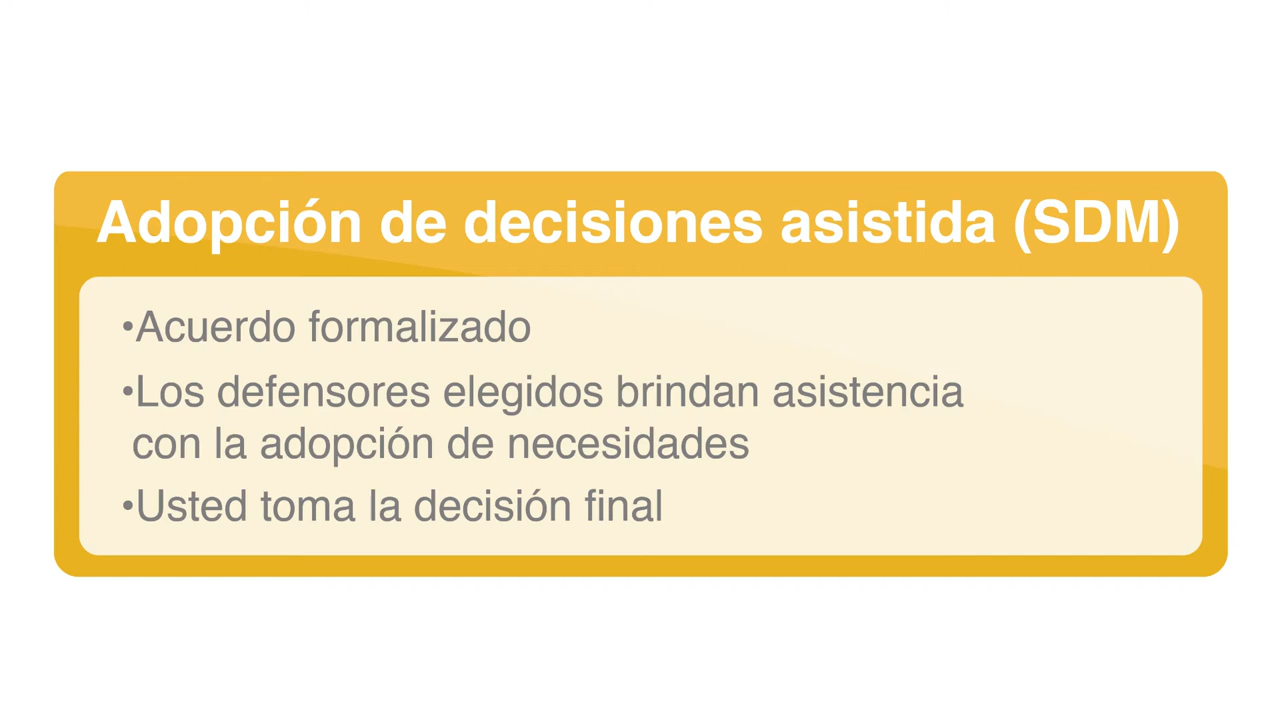 Adopción de decisiones asistida (SDM)
•Acuerdo formalizado
•Los defensores elegidos brindan asistencia
con la adopción de necesidades
•Usted toma la decisión final